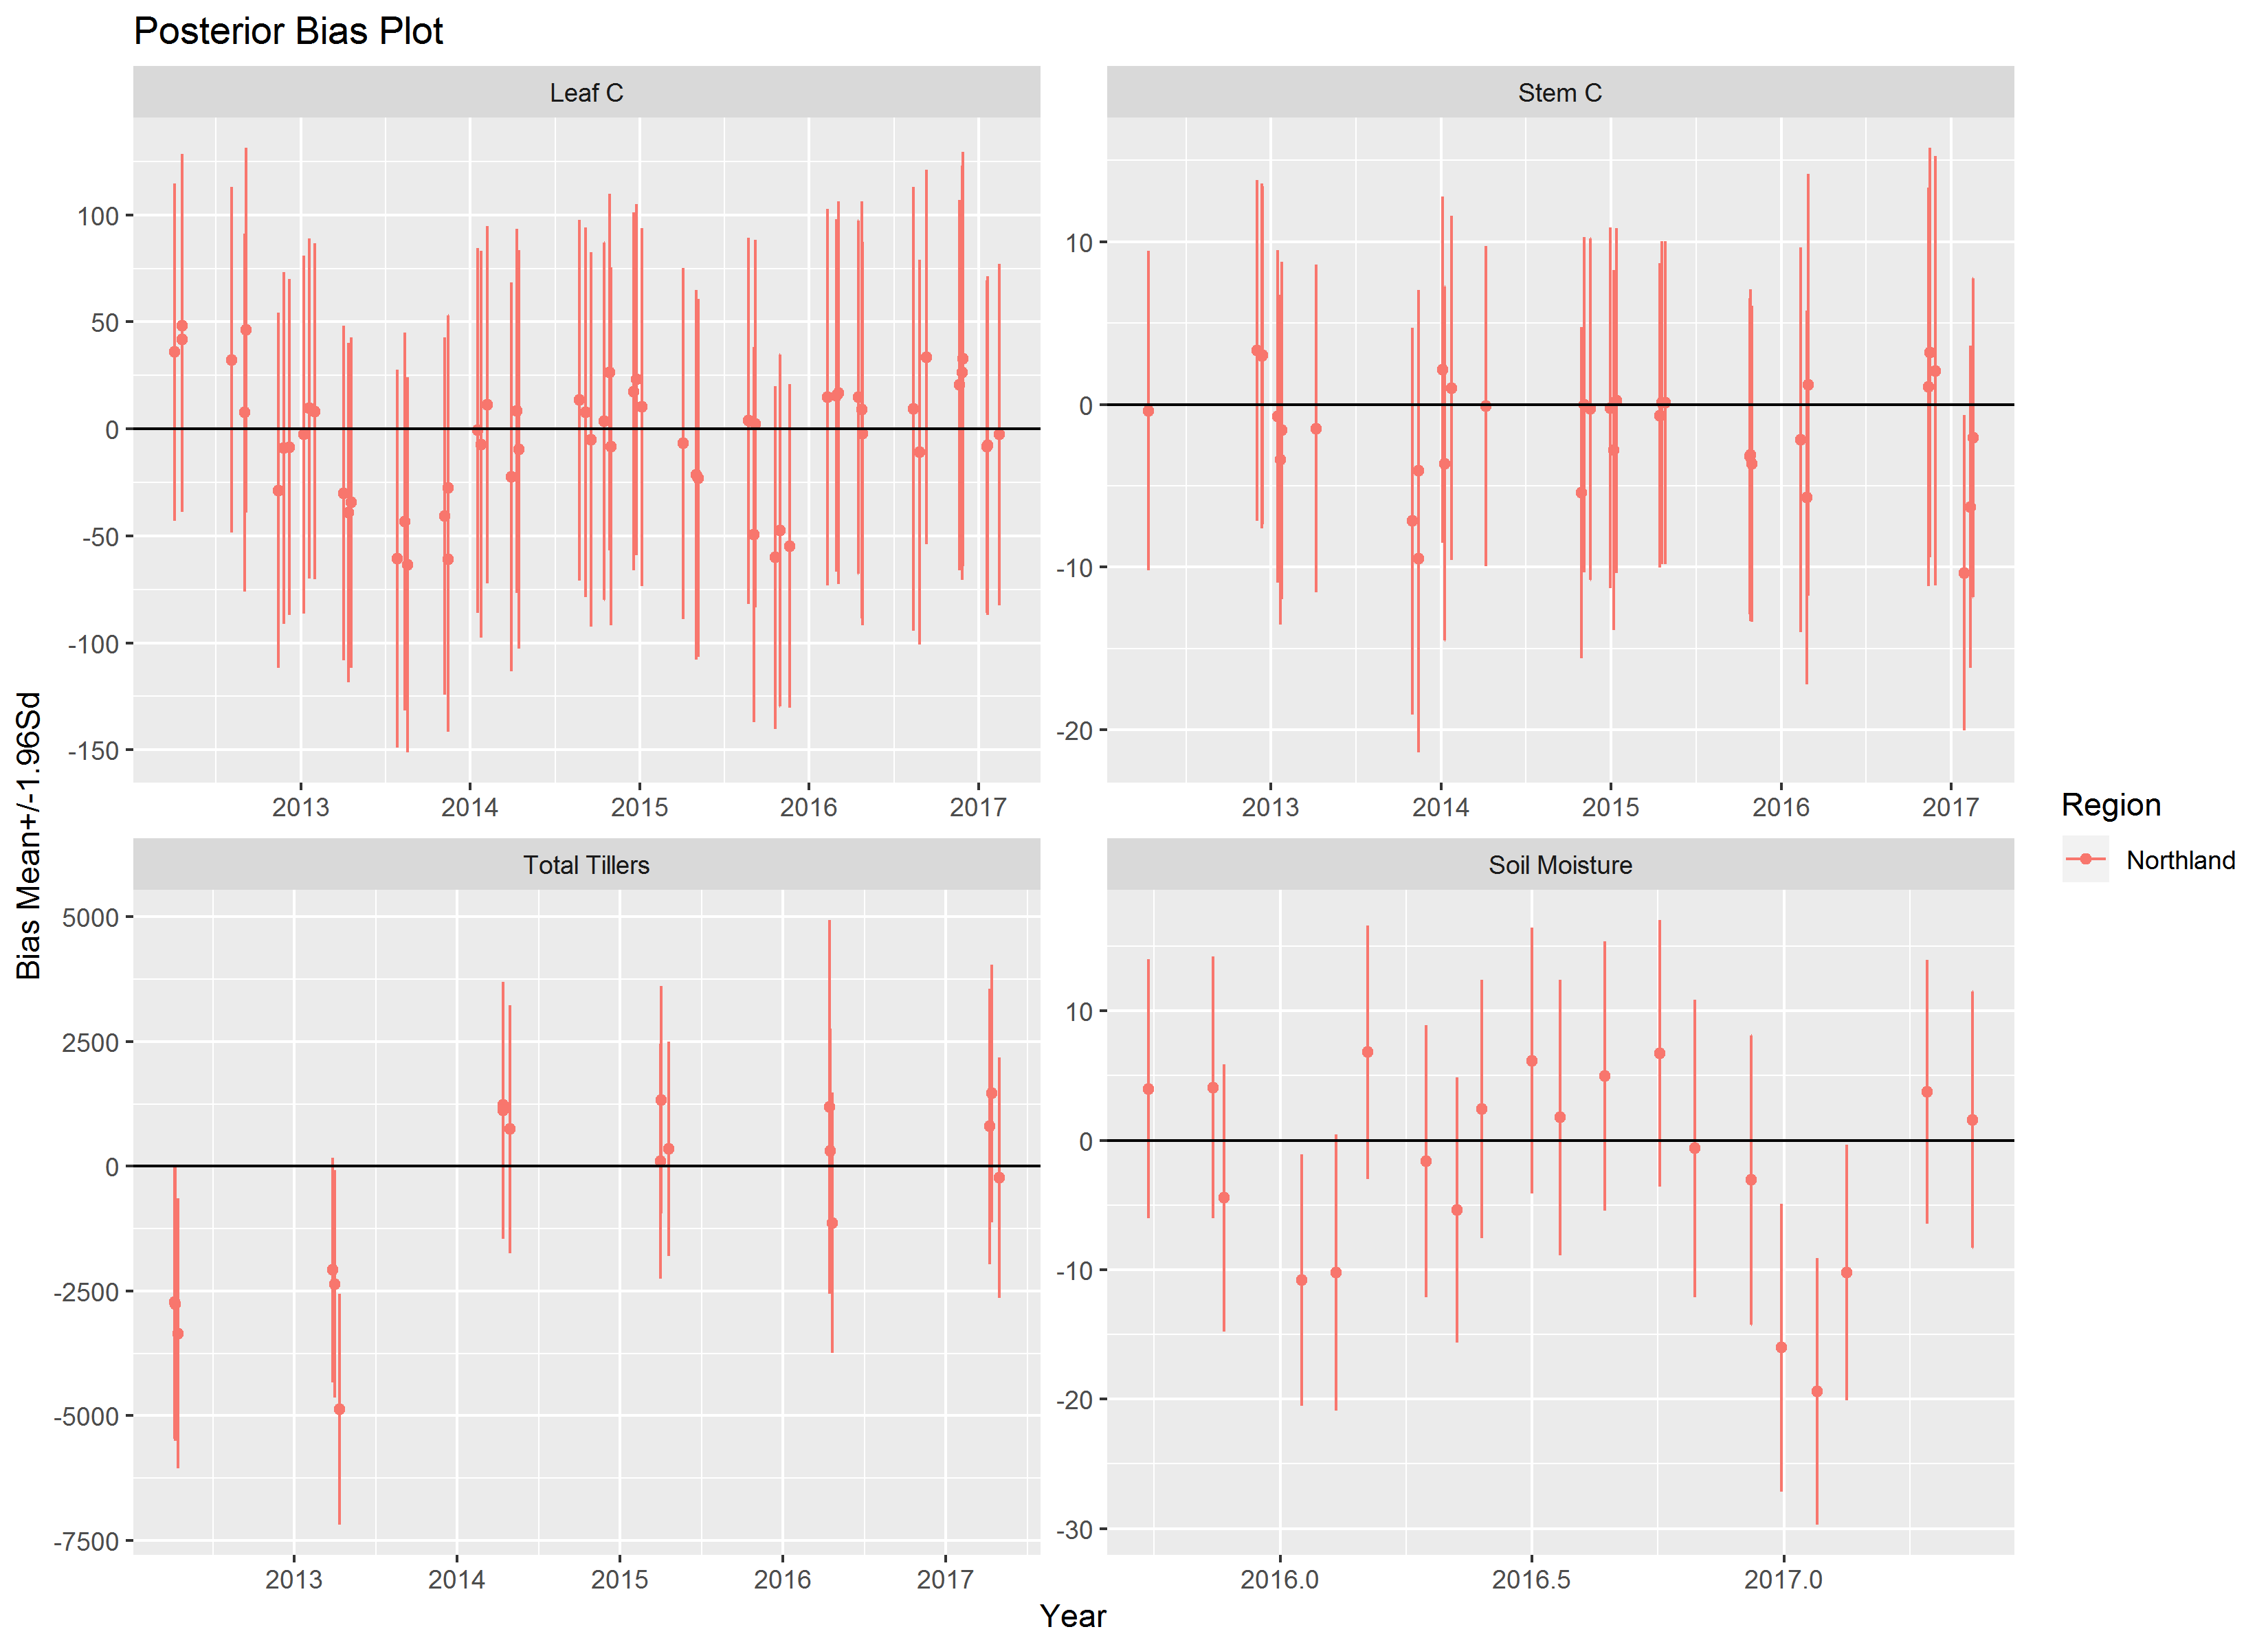 Posterior Bias Plot
Leaf C
Stem C
100
50
0
-50
-100
-150
10
0
-10
-20
2013 2014 2015 2016 2017
2013 2014 2015 2016 2017
Bias Mean+/-1.96Sd
Total Tillers
Soil Moisture
5000
2500
0
-2500
-5000
-7500
10
0
-10
-20
-30
2013 2014 2015 2016 2017
2016.0 2016.5 2017.0
Year
Region
Northland